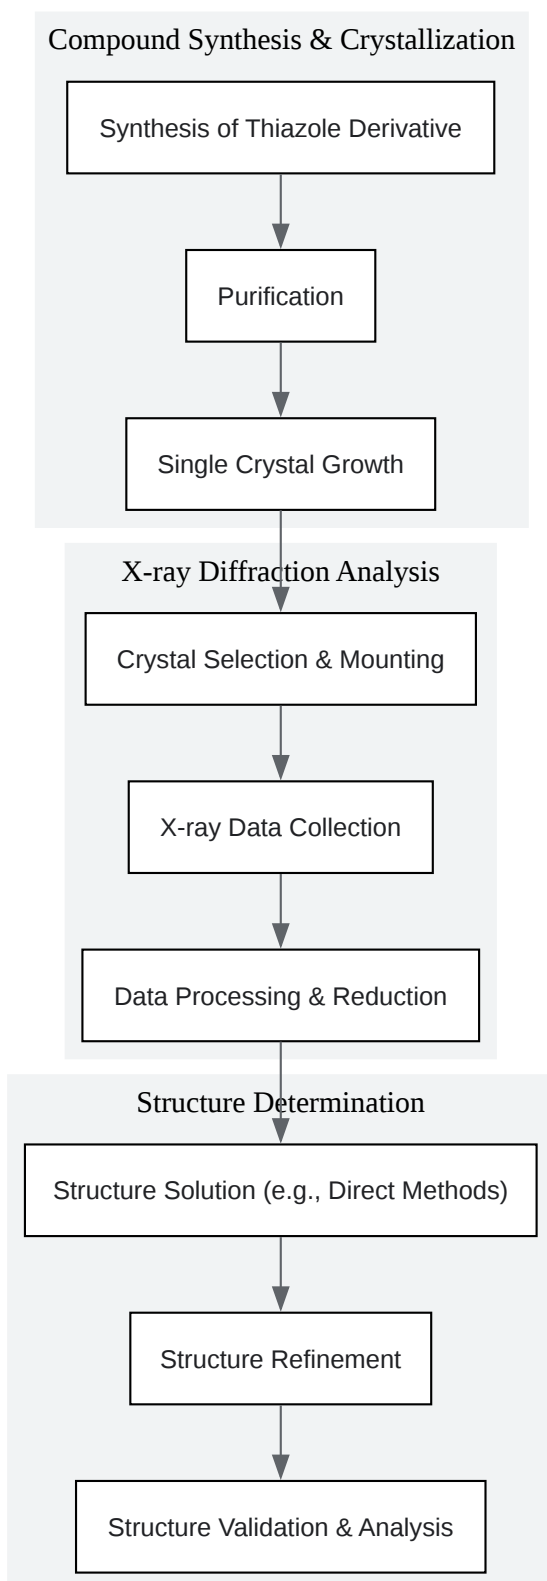 Compound Synthesis & Crystallization
Synthesis of Thiazole Derivative
Purification
Single Crystal Growth
X-ray Diffraction Analysis
Crystal Selection & Mounting
X-ray Data Collection
Data Processing & Reduction
Structure Determination
Structure Solution (e.g., Direct Methods)
Structure Refinement
Structure Validation & Analysis